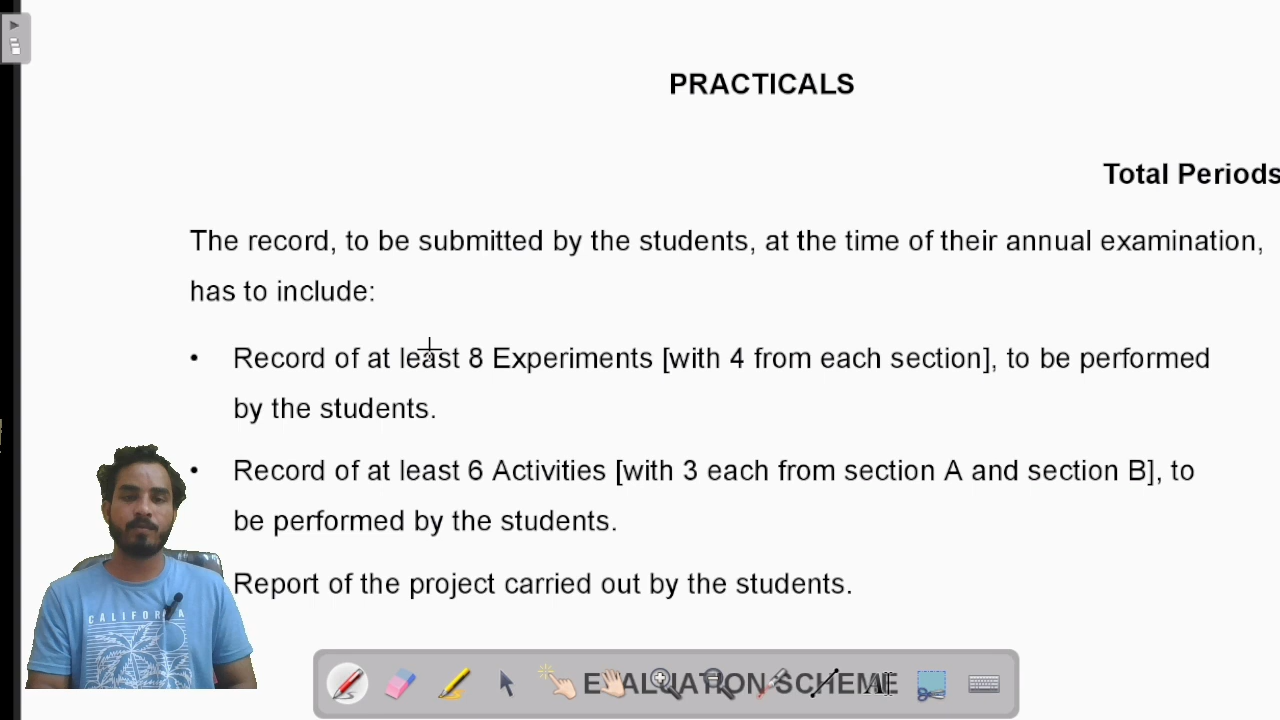 PRACTICALS
Total Periods
The record, to be submitted by the students, at the time of their annual examination,
has to include:
• Record of at least 8 Experiments [with 4 from each section], to be performed
by the students.
• Record of at least 6 Activities [with 3 each from section A and section B], to
be performed by the students.
Report of the project carried out by the students.
EVALUATION SCHEME
CALIFORNIA